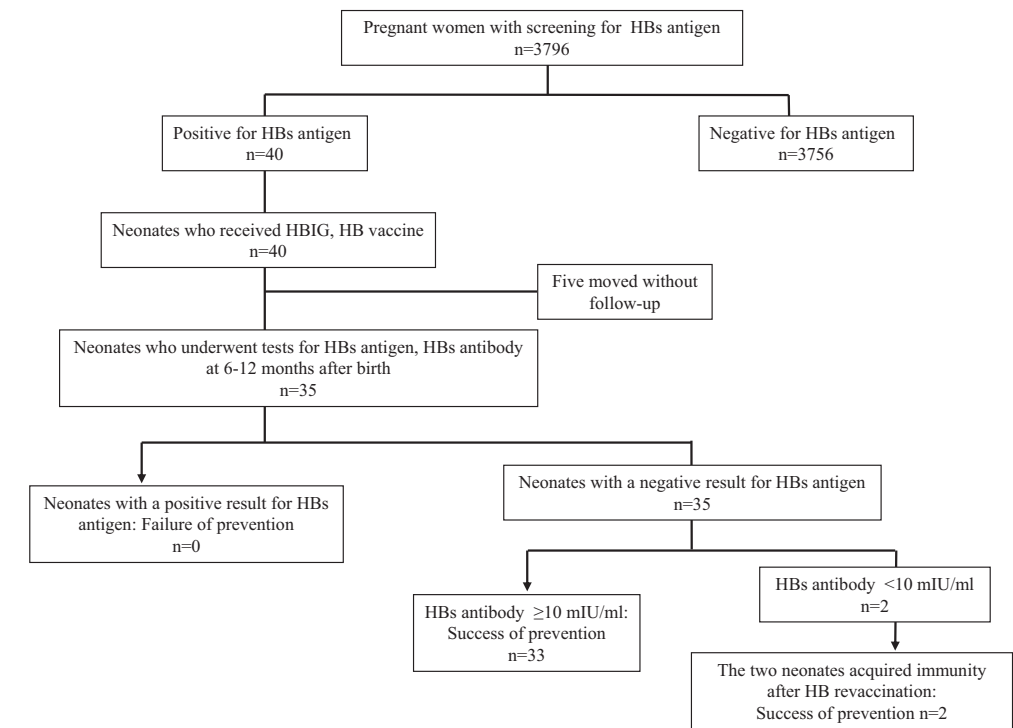 Pregnant women with screening for HBs antigen
n=3796
Positive for HBs antigen
n=40
Negative for HBs antigen
n=3756
Neonates who received HBIG, HB vaccine
n=40
Five moved without
follow-up
Neonates who underwent tests for HBs antigen, HBs antibody
at 6-12 months after birth
n=35
Neonates with a positive result for HBs
antigen: Failure of prevention
n=0
Neonates with a negative result for HBs antigen
n=35
HBs antibody ≥10 mIU/ml:
Success of prevention
n=33
HBs antibody <10 mIU/ml
n=2
The two neonates acquired immunity
after HB revaccination:
Success of prevention n=2